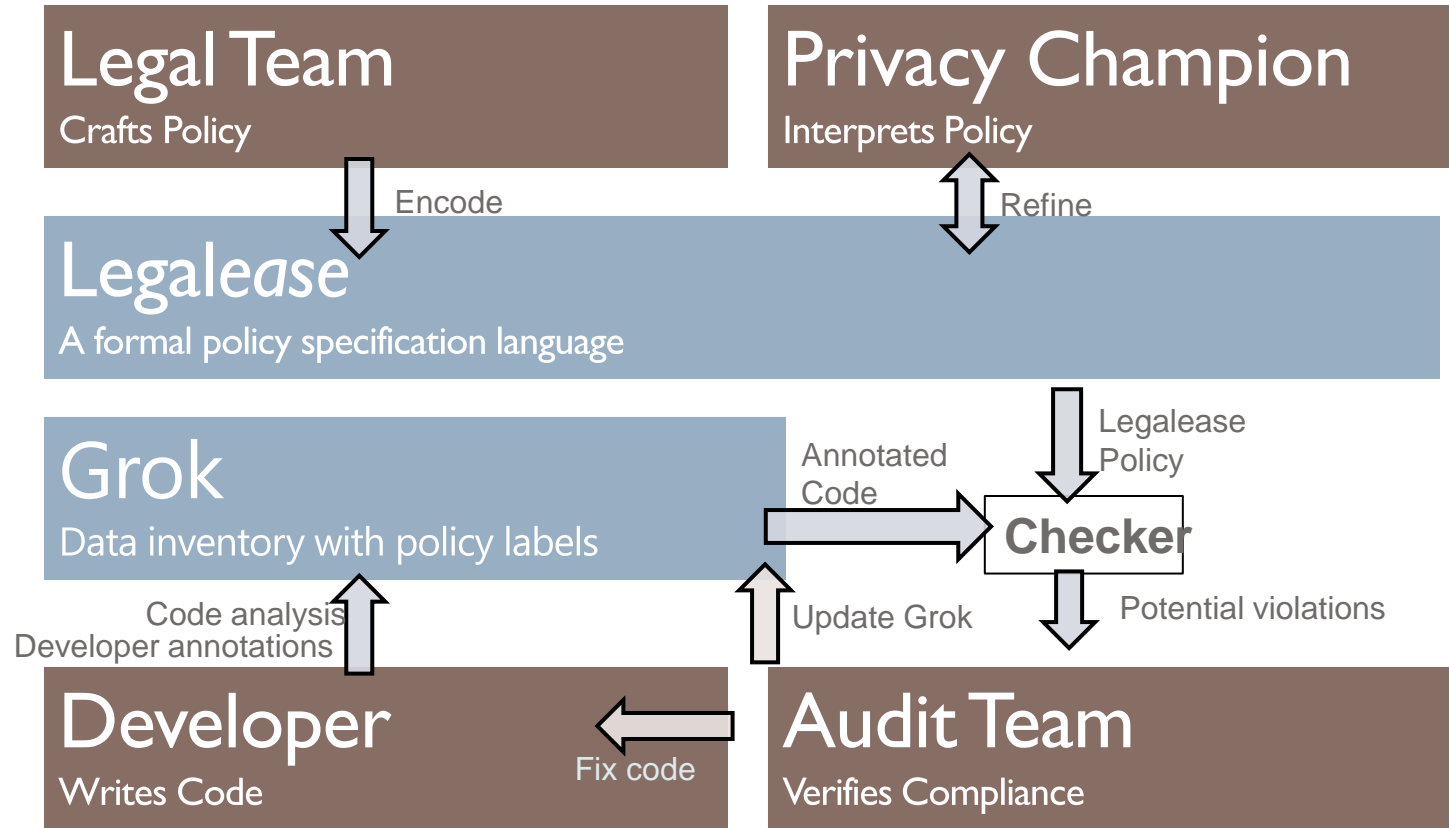 Legal Team
Crafts Policy
Privacy Champion
Interprets Policy
Encode
Refine
Legalease
A formal policy specification language
Grok
Data inventory with policy labels
Annotated
Code
Legalease
Policy
Checker
Code analysis
Developer annotations
Update Grok
Potential violations
Developer
Writes Code
Fix code
Audit Team
Verifies Compliance